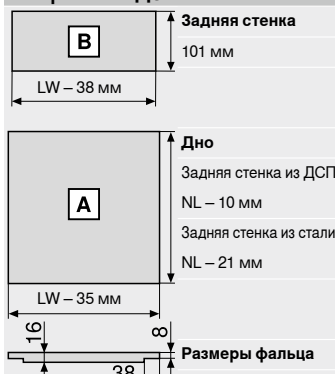 Задняя стенка
B
101 мм
LW – 38 мм
Дно
Задняя стенка из ДСП
A
NL – 10 мм
Задняя стенка из стали
NL – 21 мм
LW – 35 мм
16
8
Размеры фальца
38